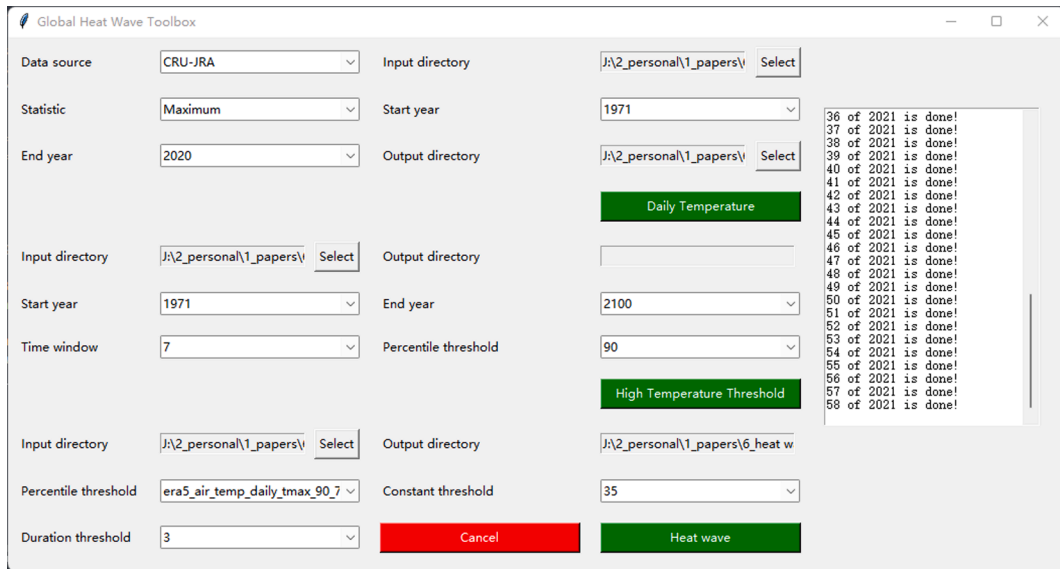 Global Heat Wave Toolbox
Data source CRU-JRA Input directory J:\2_personal\1_papers\ Select
Statistic Maximum Start year 1971
End year 2020 Output directory J:\2_personal\1_papers\ Select
Daily Temperature
Input directory J:\2_personal\1_papers\ Select Output directory
Start year 1971 End year 2100
Time window 7 Percentile threshold 90
High Temperature Threshold
Input directory J:\2_personal\1_papers\ Select Output directory J:\2_personal\1_papers\6_heat w
Percentile threshold era5_air_temp_daily_tmax_90_7 Constant threshold 35
Duration threshold 3 Cancel Heat wave
36 of 2021 is done!
37 of 2021 is done!
38 of 2021 is done!
39 of 2021 is done!
40 of 2021 is done!
41 of 2021 is done!
42 of 2021 is done!
43 of 2021 is done!
44 of 2021 is done!
45 of 2021 is done!
46 of 2021 is done!
47 of 2021 is done!
48 of 2021 is done!
49 of 2021 is done!
50 of 2021 is done!
51 of 2021 is done!
52 of 2021 is done!
53 of 2021 is done!
54 of 2021 is done!
55 of 2021 is done!
56 of 2021 is done!
57 of 2021 is done!
58 of 2021 is done!